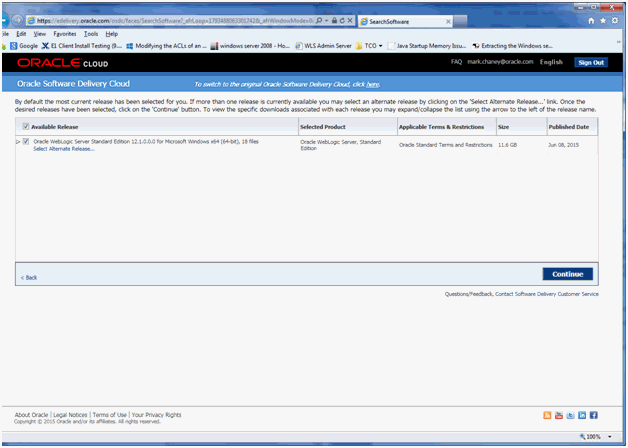 https://edelivery.oracle.com/osdc/faces/SearchSoftware?
SearchSoftware
File Edit View Favorites Tools Help
Google
E1 Client Install Testing (9....
Modifying the ACLs of an ...
windows server 2008 - Ho...
WLS Admin Server
TCO
Java Startup Memory Issu...
Extracting the Windows se...
ORACLE CLOUD
FAQ mark.chaney@oracle.com English Sign Out
Oracle Software Delivery Cloud
To switch to the original Oracle Software Delivery Cloud, click here.
By default the most current release has been selected for you. If more than one release is currently available you may select an alternate release by clicking on the 'Select Alternate Release...' link. Once the
desired releases have been selected, click on the 'Continue' button. To view the specific downloads associated with each release you may expand/collapse the list using the arrow to the left of the release name.
Available Release Selected Product Applicable Terms & Restrictions Size Published Date
Oracle WebLogic Server Standard Edition 12.1.0.0.0 for Microsoft Windows x64 (64-bit), 18 files
Select Alternate Release...
Oracle WebLogic Server, Standard
Edition
Oracle Standard Terms and Restrictions 11.6 GB Jun 08, 2015
< Back
Continue
Questions/Feedback, Contact Software Delivery Customer Service
About Oracle | Legal Notices | Terms of Use | Your Privacy Rights
Copyright © 2015 Oracle and/or its affiliates. All rights reserved.
100%